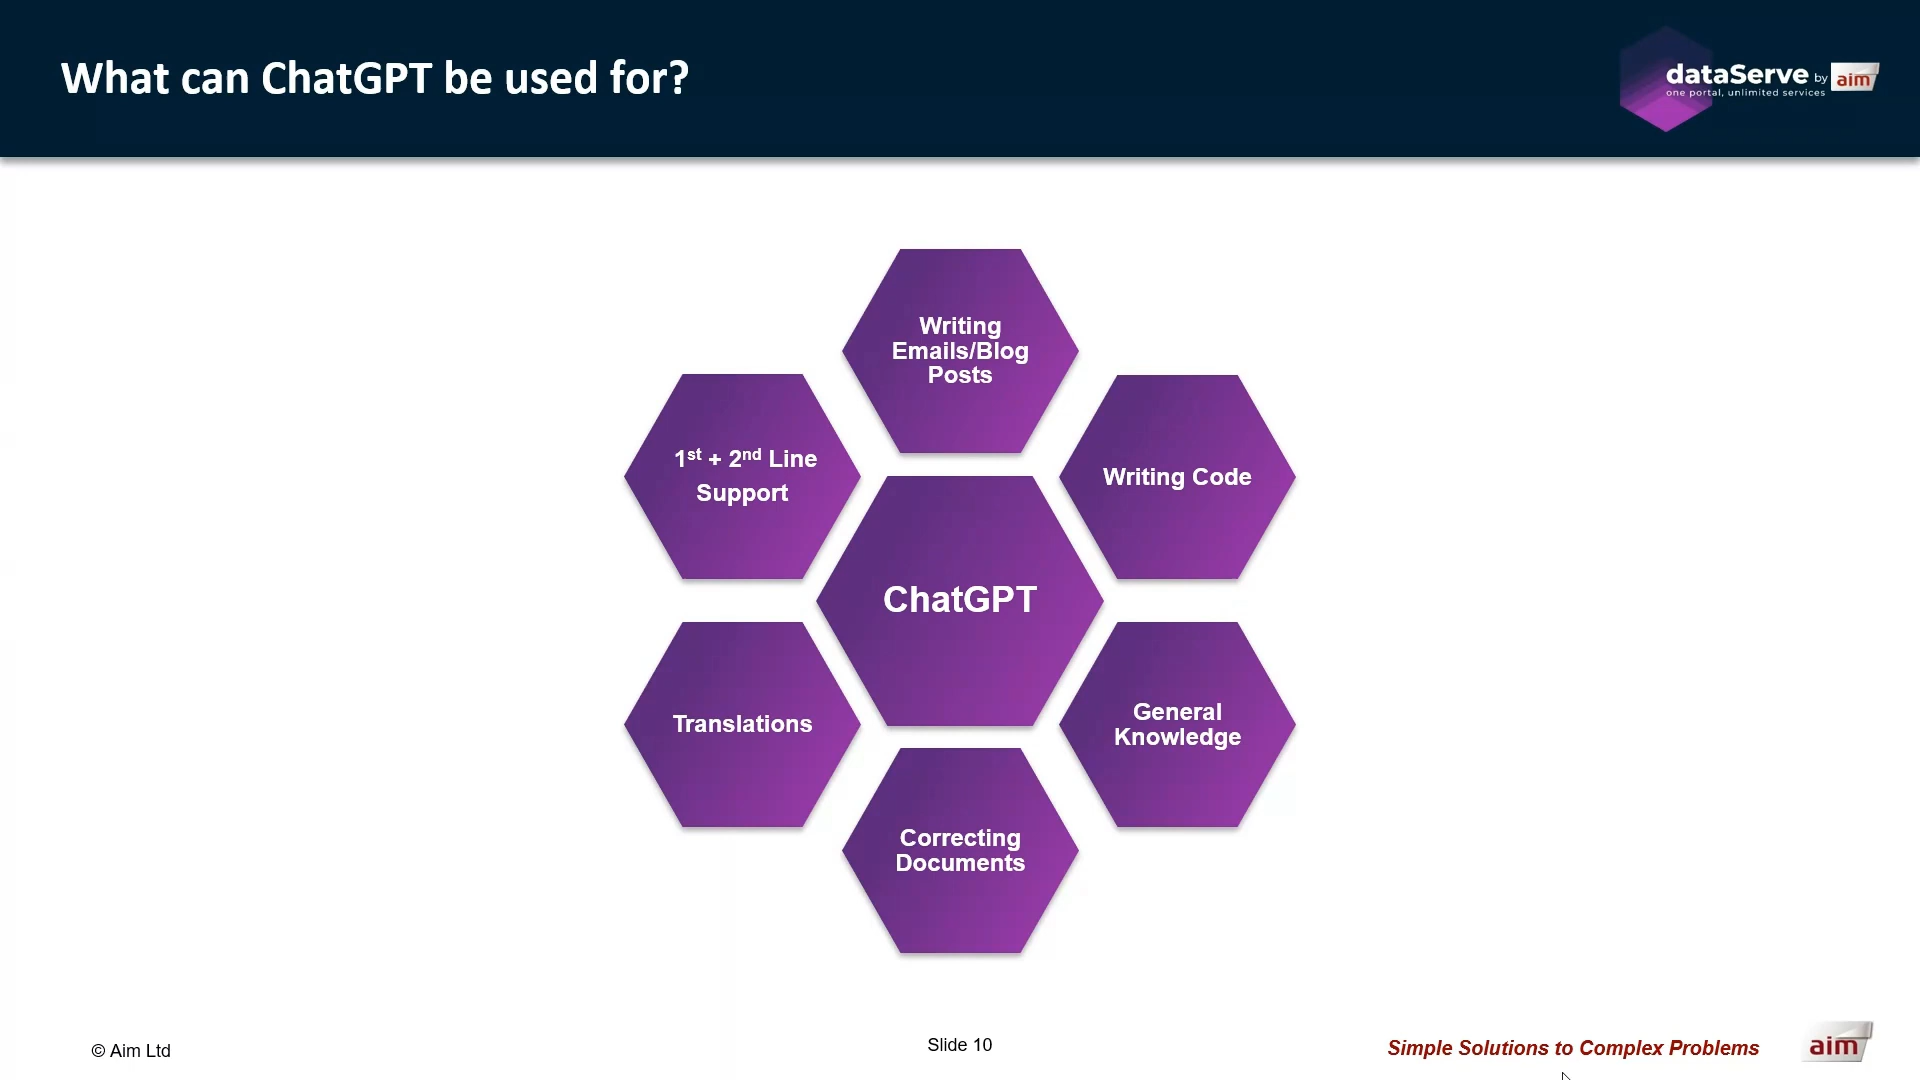 What can ChatGPT be used for?
dataServe by aim
one portal, unlimited services
Writing
Emails/Blog
Posts
1st + 2nd Line
Support
Writing Code
ChatGPT
Translations
General
Knowledge
Correcting
Documents
© Aim Ltd
Slide 10
Simple Solutions to Complex Problems
aim